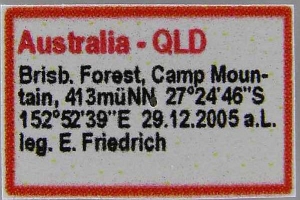 Australia - QLD
Brisb. Forest, Camp Moun-
tain, 413müNN 27°24'46"S
152°52'39"E 29.12.2005 a.L.
leg. E. Friedrich